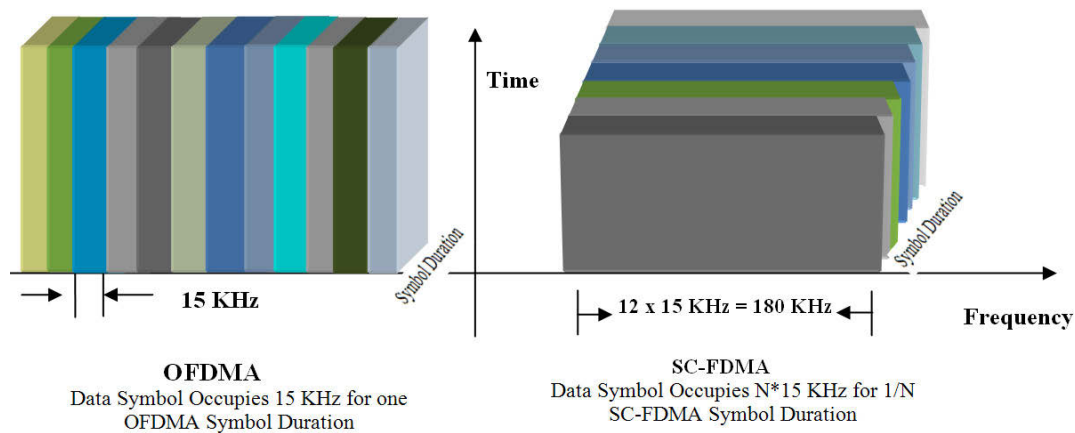 Time
Symbol Duration
Symbol Duration
15 KHz
12 x 15 KHz = 180 KHz
Frequency
OFDMA
Data Symbol Occupies 15 KHz for one
OFDMA Symbol Duration
SC-FDMA
Data Symbol Occupies N*15 KHz for 1/N
SC-FDMA Symbol Duration